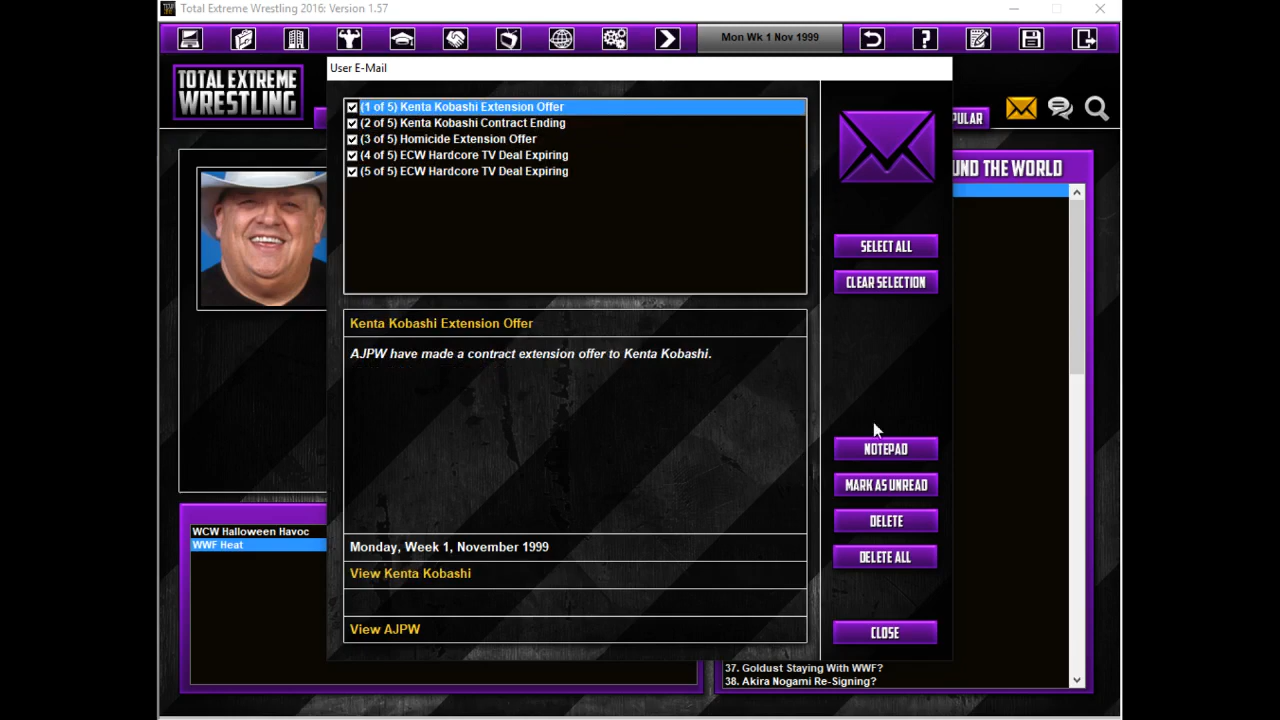 Total Extreme Wrestling 2016: Version 1.57
Mon Wk 1 Nov 1999
TOTAL EXTREME
WRESTLING
User E-Mail
(1 of 5) Kenta Kobashi Extension Offer
(2 of 5) Kenta Kobashi Contract Ending
(3 of 5) Homicide Extension Offer
(4 of 5) ECW Hardcore TV Deal Expiring
(5 of 5) ECW Hardcore TV Deal Expiring
PULAR
UND THE WORLD
SELECT ALL
CLEAR SELECTION
Kenta Kobashi Extension Offer
AJPW have made a contract extension offer to Kenta Kobashi.
NOTEPAD
MARK AS UNREAD
DELETE
DELETE ALL
Monday, Week 1, November 1999
View Kenta Kobashi
View AJPW
CLOSE
WCW Halloween Havoc
WWF Heat
37. Goldust Staying With WWF?
38. Akira Nogami Re-Signing?